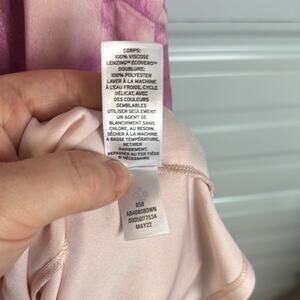 CORPS:
100% VISCOSE
LENZING™ ECOVERO™
DOUBLURE:
100% POLYESTER
LAVER À LA MACHINE
À L'EAU FROIDE, CYCLE
DÉLICAT, AVEC DES
COULEURS SEMBLABLES
UTILISER SEULEMENT
UN AGENT DE
BLANCHIMENT SANS
CHLORE, AU BESOIN.
SÉCHER À LA MACHINE
À BASSE TEMPÉRATURE,
RETIRER
RAPIDEMENT.
REPASSER AU FER TIÈDE
SI NÉCESSAIRE
858
0005077534
MAY22